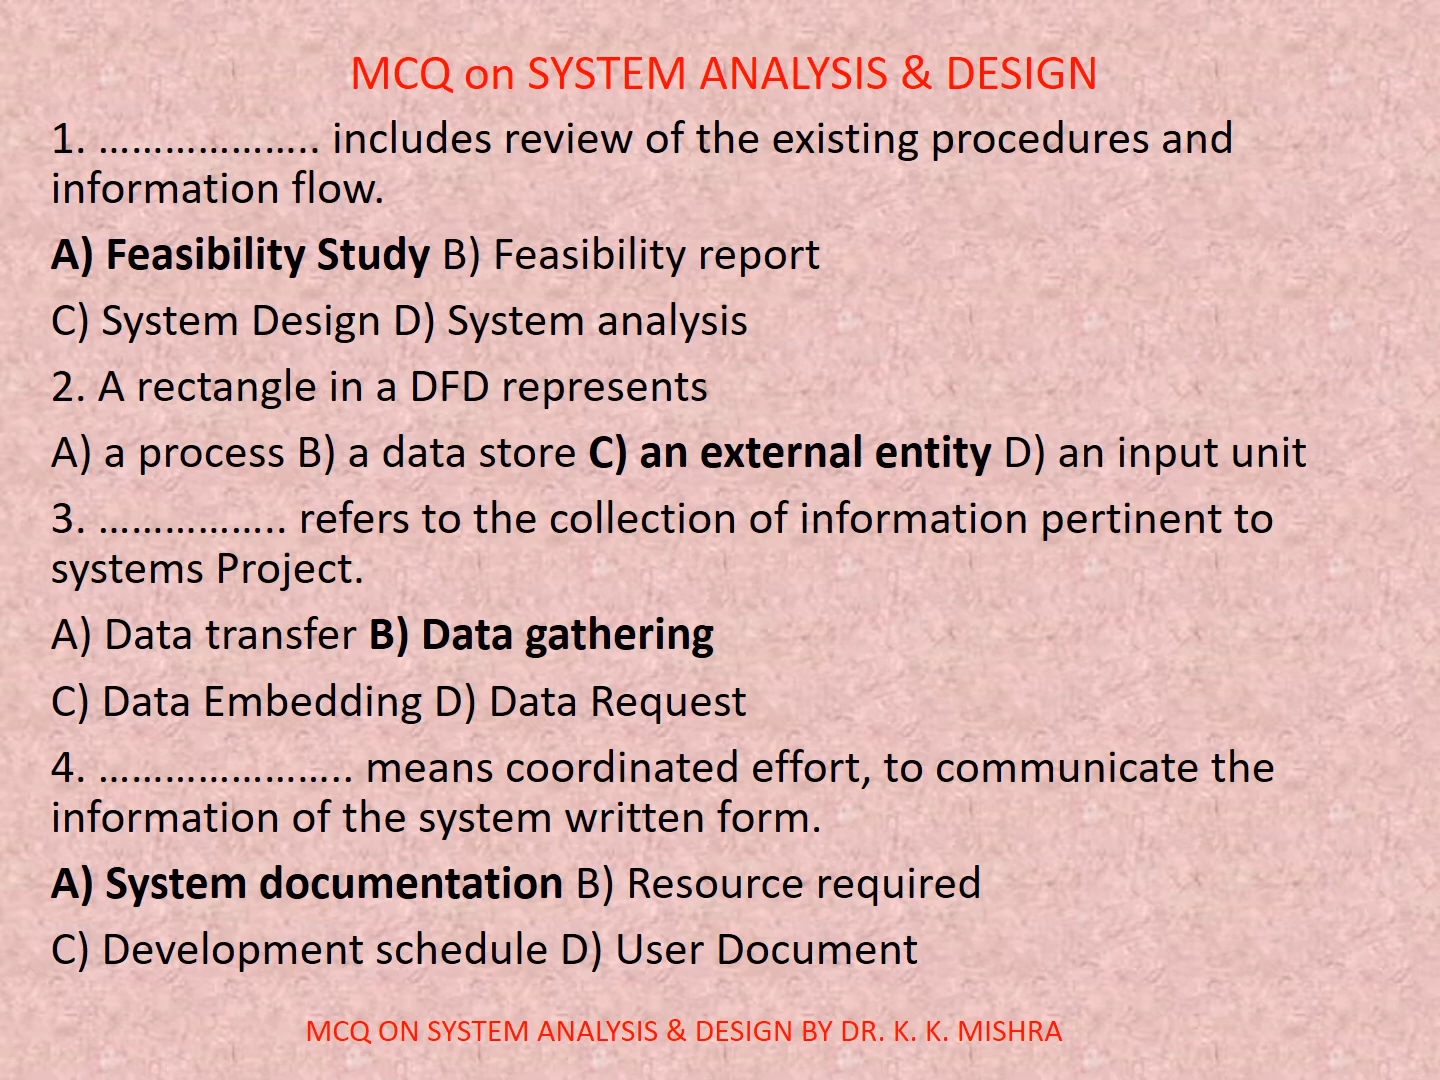 MCQ on SYSTEM ANALYSIS & DESIGN
1. ……………….. includes review of the existing procedures and
information flow.
A) Feasibility Study B) Feasibility report
C) System Design D) System analysis
2. A rectangle in a DFD represents
A) a process B) a data store C) an external entity D) an input unit
3. …………….. refers to the collection of information pertinent to
systems Project.
A) Data transfer B) Data gathering
C) Data Embedding D) Data Request
4. ………………….. means coordinated effort, to communicate the
information of the system written form.
A) System documentation B) Resource required
C) Development schedule D) User Document
MCQ ON SYSTEM ANALYSIS & DESIGN BY DR. K. K. MISHRA